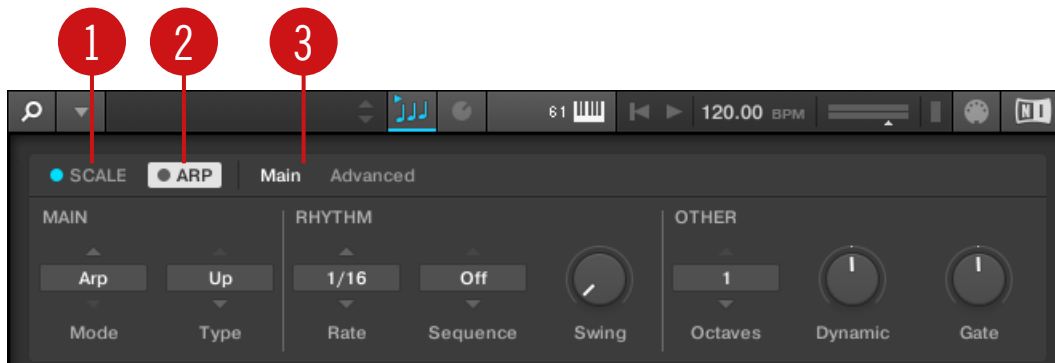 1 2 3
61 120.00 BPM NI
SCALE ARP Main Advanced
MAIN RHYTHM OTHER
Arp Up 1/16 Off 1
Mode Type Rate Sequence Swing Octaves Dynamic Gate